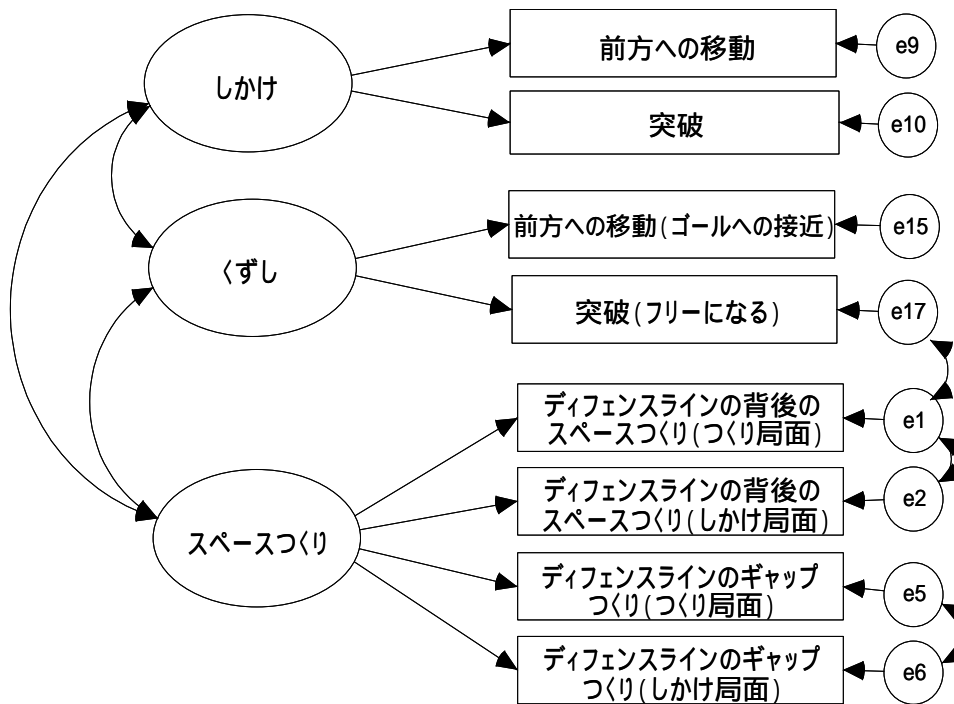 しかけ
前方への移動
e9
突破
e10
くずし
前方への移動(ゴールへの接近)
e15
突破(フリーになる)
e17
スペースつくり
ディフェンスラインの背後の
スペースつくり(つくり局面)
e1
ディフェンスラインの背後の
スペースつくり(しかけ局面)
e2
ディフェンスラインのギャップ
つくり(つくり局面)
e5
ディフェンスラインのギャップ
つくり(しかけ局面)
e6